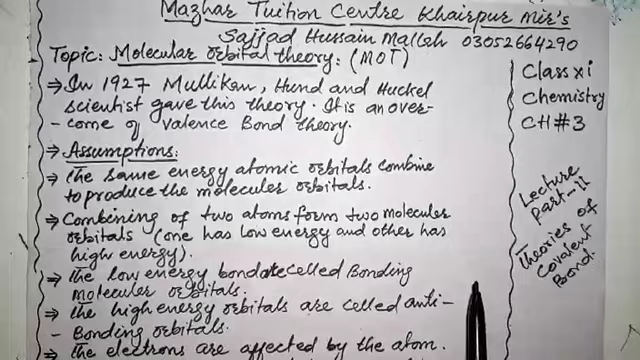 Mazhar Tuition Centre Khairpur Mir's
Sajjad Hussain Mallah 03052664290
Topic: Molecular orbital theory: (MOT)
⇒ In 1927 Mulliken, Hund and Huckel
scientist gave this theory. It is an over-
- come of Valence Bond theory.
⇒ Assumptions:
⇒ The same energy atomic orbitals combine
to produce the molecular orbitals.
⇒ Combining of two atoms form two molecular
orbitals (one has low energy and other has
high energy).
⇒ The low energy bond are called Bonding
Molecular orbitals.
⇒ The high energy orbitals are called anti-
- Bonding orbitals.
⇒ The electrons are affected by the atom.
Class xi
Chemistry
CH#3
Lecture
Part-II
Theories of
Covalent
Bond.